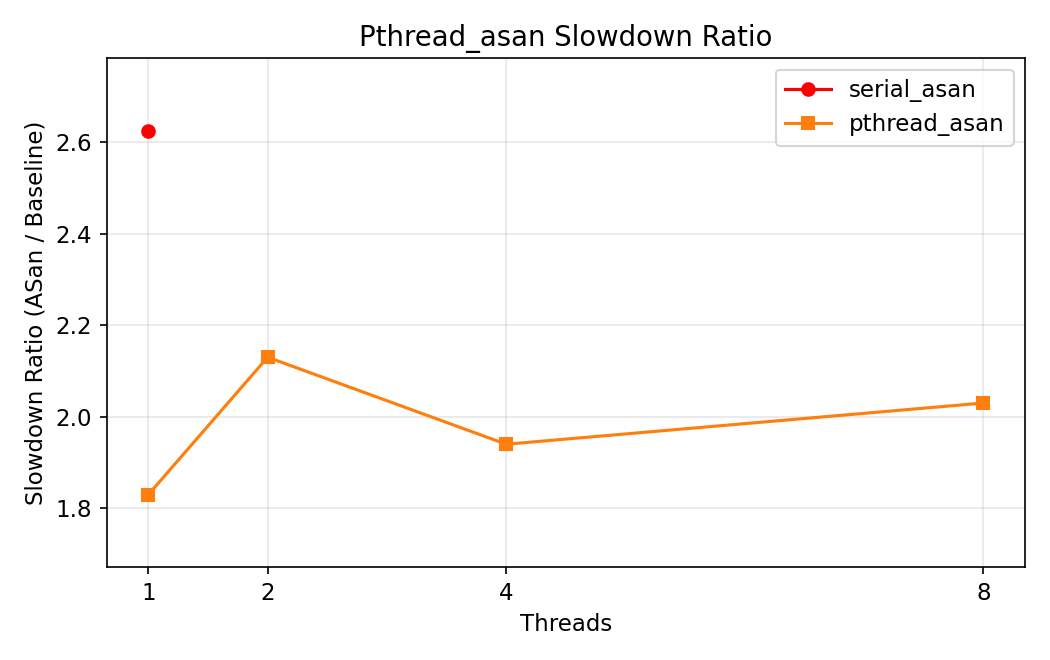 Pthread_asan Slowdown Ratio
serial_asan
pthread_asan
Slowdown Ratio (ASan / Baseline)
2.6
2.4
2.2
2.0
1.8
1
2
4
8
Threads